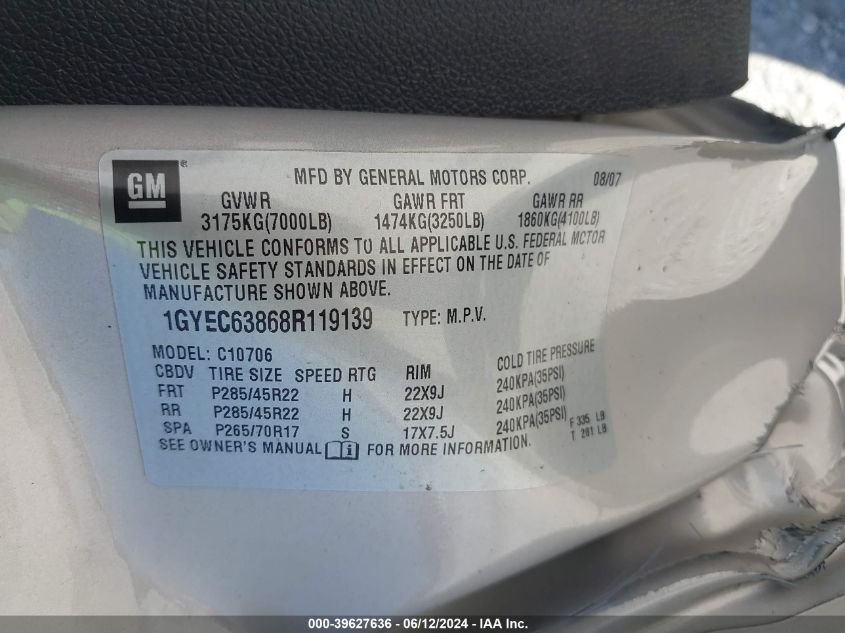 GM®
MFD BY GENERAL MOTORS CORP. 08/07
GVWR GAWR FRT GAWR RR
3175KG(7000LB) 1474KG(3250LB) 1860KG(4100LB)
THIS VEHICLE CONFORMS TO ALL APPLICABLE U.S. FEDERAL MOTOR
VEHICLE SAFETY STANDARDS IN EFFECT ON THE DATE OF
MANUFACTURE SHOWN ABOVE.
1GYEC63868R119139 TYPE: M.P.V.
MODEL: C10706
CBDV TIRE SIZE SPEED RTG RIM COLD TIRE PRESSURE
FRT P285/45R22 H 22X9J 240KPA(35PSI)
RR P285/45R22 H 22X9J 240KPA(35PSI)
SPA P265/70R17 S 17X7.5J 240KPA(35PSI) F 335 LB
T 281 LB
SEE OWNER'S MANUAL FOR MORE INFORMATION.
000-39627636 - 06/12/2024 - IAA Inc.